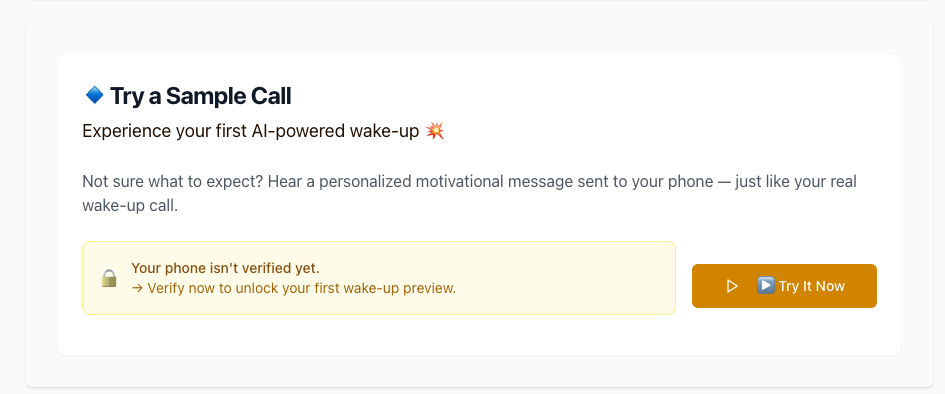 🔹 Try a Sample Call
Experience your first AI-powered wake-up 💥
Not sure what to expect? Hear a personalized motivational message sent to your phone — just like your real
wake-up call.
🔒 Your phone isn't verified yet.
→ Verify now to unlock your first wake-up preview.
▶️ Try It Now